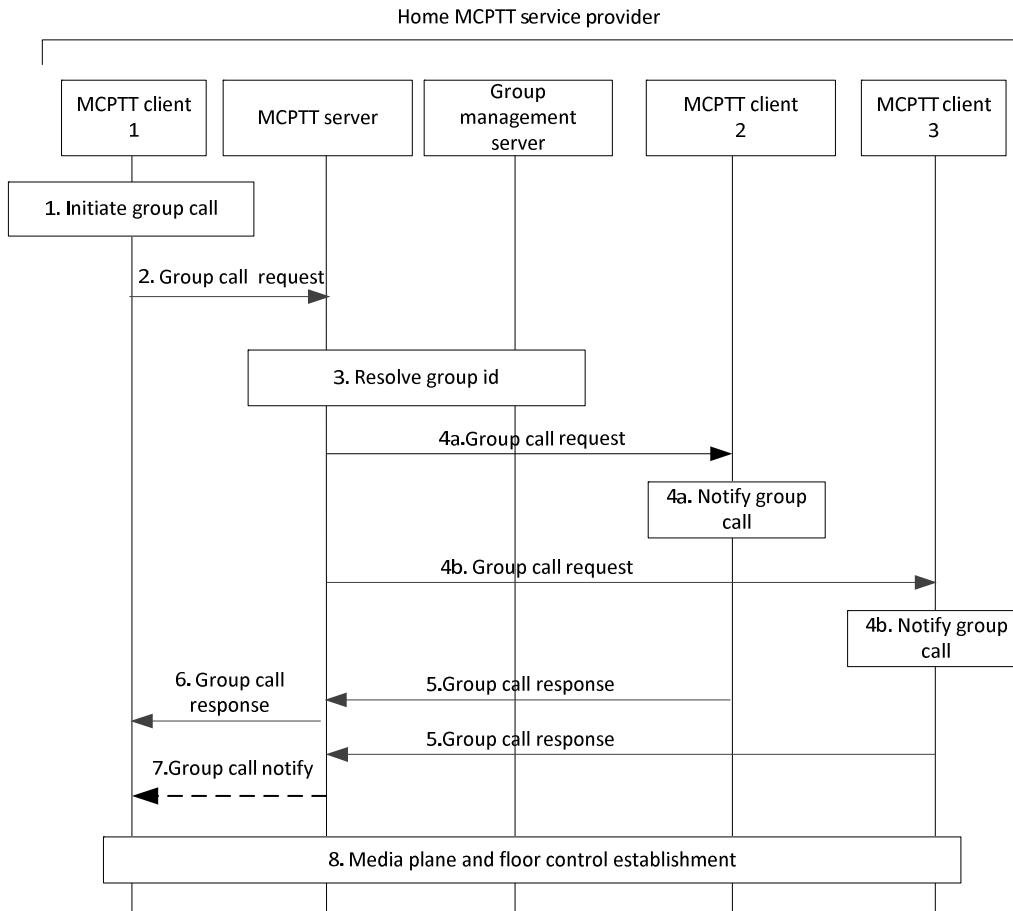 Home MCPTT service provider
MCPTT client
1
MCPTT server
Group
management
server
MCPTT client
2
MCPTT client
3
1. Initiate group call
2. Group call request
3. Resolve group id
4a.Group call request
4a. Notify group
call
4b. Group call request
4b. Notify group
call
6. Group call
response
5.Group call response
5.Group call response
7.Group call notify
8. Media plane and floor control establishment